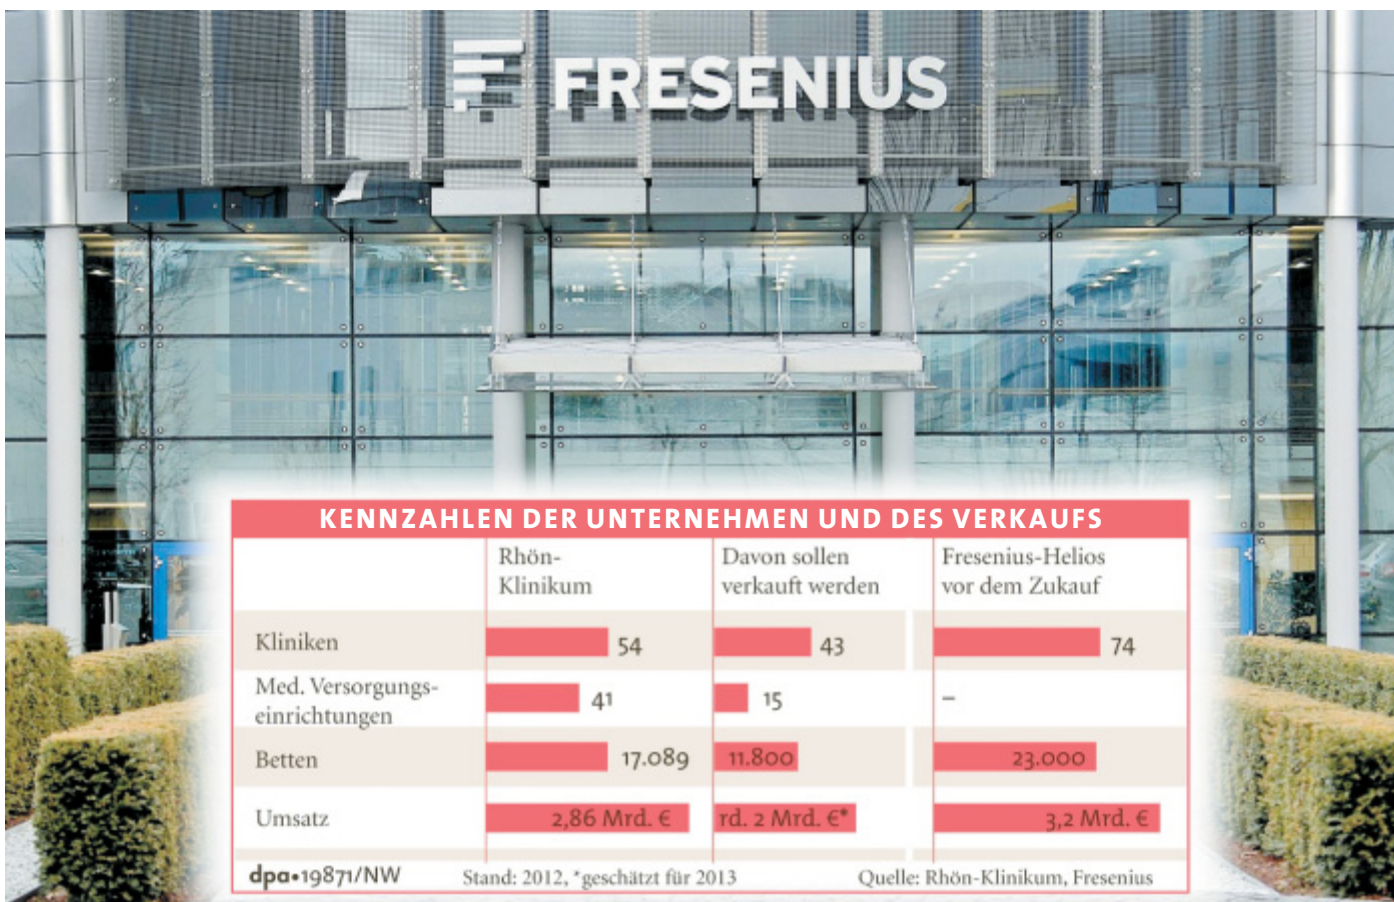 FRESENIUS
KENNZAHLEN DER UNTERNEHMEN UND DES VERKAUFS
Rhön-
Klinikum
Davon sollen
verkauft werden
Fresenius-Helios
vor dem Zukauf
Kliniken 54 43 74
Med. Versorgungs-
einrichtungen 41 15 –
Betten 17.089 11.800 23.000
Umsatz 2,86 Mrd. € rd. 2 Mrd. €* 3,2 Mrd. €
dpa•19871/NW Stand: 2012, *geschätzt für 2013 Quelle: Rhön-Klinikum, Fresenius